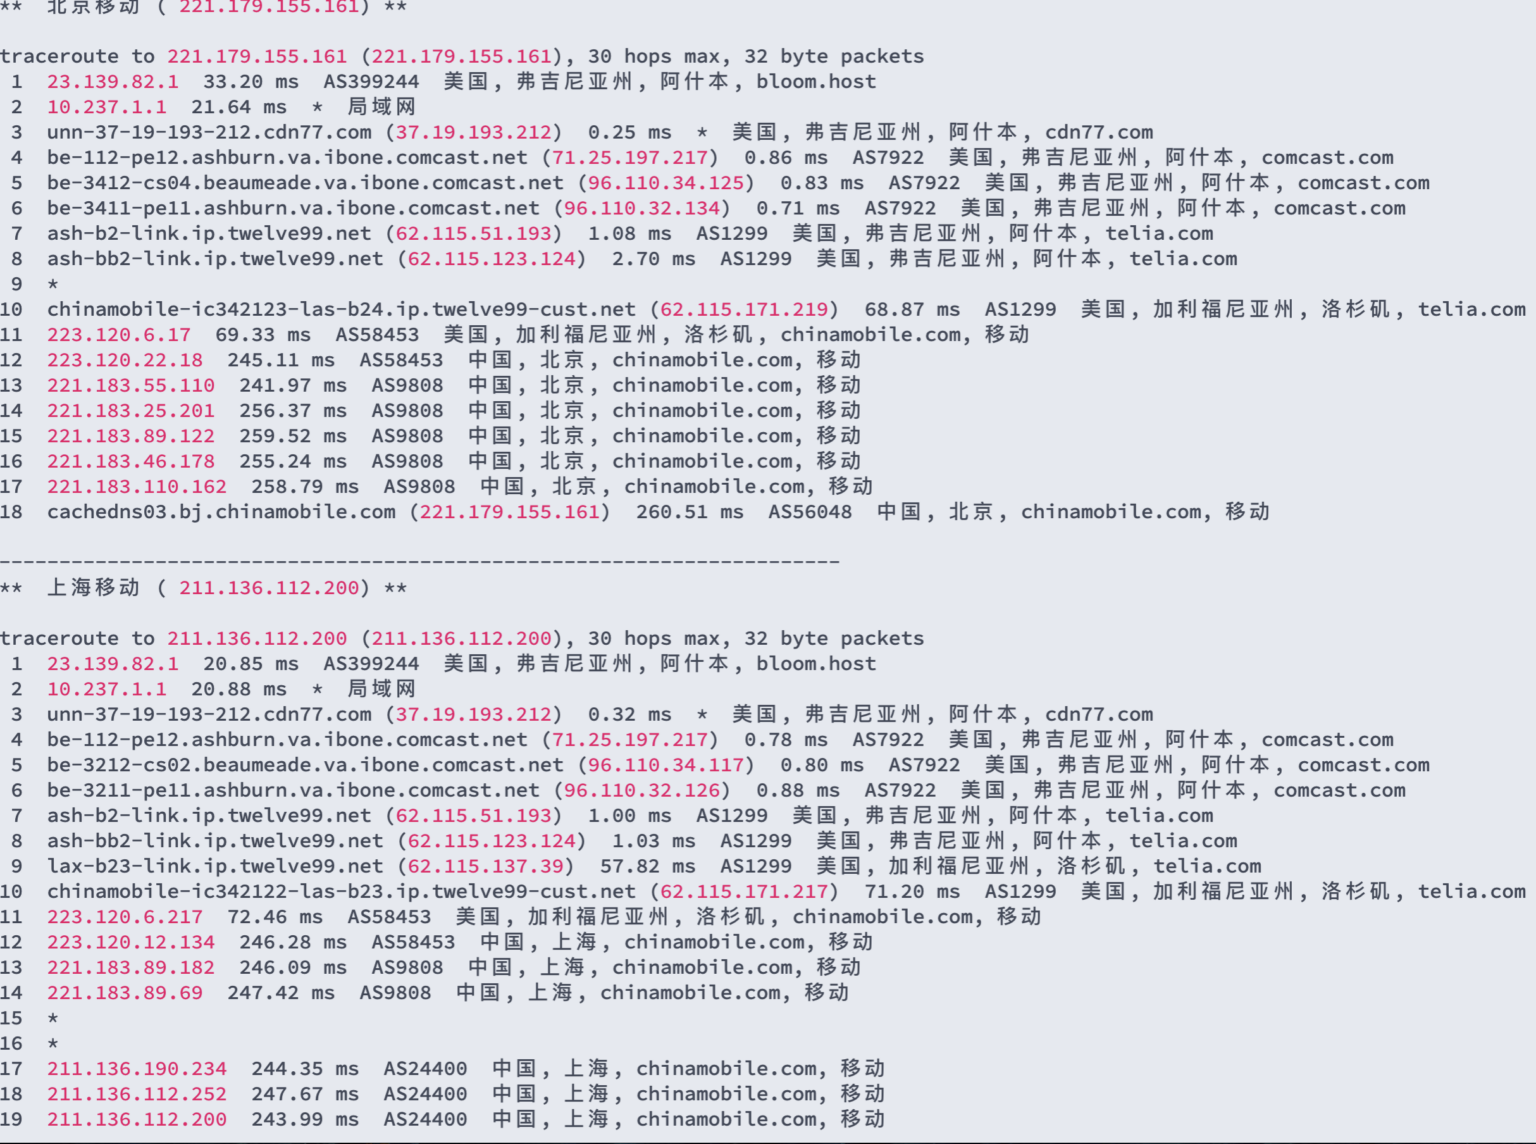 ** 北京移动 ( 221.179.155.161) **
traceroute to 221.179.155.161 (221.179.155.161), 30 hops max, 32 byte packets
1 23.139.82.1 33.20 ms AS399244 美国, 弗吉尼亚州, 阿什本, bloom.host
2 10.237.1.1 21.64 ms * 局域网
3 unn-37-19-193-212.cdn77.com (37.19.193.212) 0.25 ms * 美国, 弗吉尼亚州, 阿什本, cdn77.com
4 be-112-pe12.ashburn.va.ibone.comcast.net (71.25.197.217) 0.86 ms AS7922 美国, 弗吉尼亚州, 阿什本, comcast.com
5 be-3412-cs04.beaumeade.va.ibone.comcast.net (96.110.34.125) 0.83 ms AS7922 美国, 弗吉尼亚州, 阿什本, comcast.com
6 be-3411-pe11.ashburn.va.ibone.comcast.net (96.110.32.134) 0.71 ms AS7922 美国, 弗吉尼亚州, 阿什本, comcast.com
7 ash-b2-link.ip.twelve99.net (62.115.51.193) 1.08 ms AS1299 美国, 弗吉尼亚州, 阿什本, telia.com
8 ash-bb2-link.ip.twelve99.net (62.115.123.124) 2.70 ms AS1299 美国, 弗吉尼亚州, 阿什本, telia.com
9 *
10 chinamobile-ic342123-las-b24.ip.twelve99-cust.net (62.115.171.219) 68.87 ms AS1299 美国, 加利福尼亚州, 洛杉矶, telia.com
11 223.120.6.17 69.33 ms AS58453 美国, 加利福尼亚州, 洛杉矶, chinamobile.com, 移动
12 223.120.22.18 245.11 ms AS58453 中国, 北京, chinamobile.com, 移动
13 221.183.55.110 241.97 ms AS9808 中国, 北京, chinamobile.com, 移动
14 221.183.25.201 256.37 ms AS9808 中国, 北京, chinamobile.com, 移动
15 221.183.89.122 259.52 ms AS9808 中国, 北京, chinamobile.com, 移动
16 221.183.46.178 255.24 ms AS9808 中国, 北京, chinamobile.com, 移动
17 221.183.110.162 258.79 ms AS9808 中国, 北京, chinamobile.com, 移动
18 cachedns03.bj.chinamobile.com (221.179.155.161) 260.51 ms AS56048 中国, 北京, chinamobile.com, 移动
----------------------------------------------------------------------
** 上海移动 ( 211.136.112.200) **
traceroute to 211.136.112.200 (211.136.112.200), 30 hops max, 32 byte packets
1 23.139.82.1 20.85 ms AS399244 美国, 弗吉尼亚州, 阿什本, bloom.host
2 10.237.1.1 20.88 ms * 局域网
3 unn-37-19-193-212.cdn77.com (37.19.193.212) 0.32 ms * 美国, 弗吉尼亚州, 阿什本, cdn77.com
4 be-112-pe12.ashburn.va.ibone.comcast.net (71.25.197.217) 0.78 ms AS7922 美国, 弗吉尼亚州, 阿什本, comcast.com
5 be-3212-cs02.beaumeade.va.ibone.comcast.net (96.110.34.117) 0.80 ms AS7922 美国, 弗吉尼亚州, 阿什本, comcast.com
6 be-3211-pe11.ashburn.va.ibone.comcast.net (96.110.32.126) 0.88 ms AS7922 美国, 弗吉尼亚州, 阿什本, comcast.com
7 ash-b2-link.ip.twelve99.net (62.115.51.193) 1.00 ms AS1299 美国, 弗吉尼亚州, 阿什本, telia.com
8 ash-bb2-link.ip.twelve99.net (62.115.123.124) 1.03 ms AS1299 美国, 弗吉尼亚州, 阿什本, telia.com
9 lax-b23-link.ip.twelve99.net (62.115.137.39) 57.82 ms AS1299 美国, 加利福尼亚州, 洛杉矶, telia.com
10 chinamobile-ic342122-las-b23.ip.twelve99-cust.net (62.115.171.217) 71.20 ms AS1299 美国, 加利福尼亚州, 洛杉矶, telia.com
11 223.120.6.217 72.46 ms AS58453 美国, 加利福尼亚州, 洛杉矶, chinamobile.com, 移动
12 223.120.12.134 246.28 ms AS58453 中国, 上海, chinamobile.com, 移动
13 221.183.89.182 246.09 ms AS9808 中国, 上海, chinamobile.com, 移动
14 221.183.89.69 247.42 ms AS9808 中国, 上海, chinamobile.com, 移动
15 *
16 *
17 211.136.190.234 244.35 ms AS24400 中国, 上海, chinamobile.com, 移动
18 211.136.112.252 247.67 ms AS24400 中国, 上海, chinamobile.com, 移动
19 211.136.112.200 243.99 ms AS24400 中国, 上海, chinamobile.com, 移动